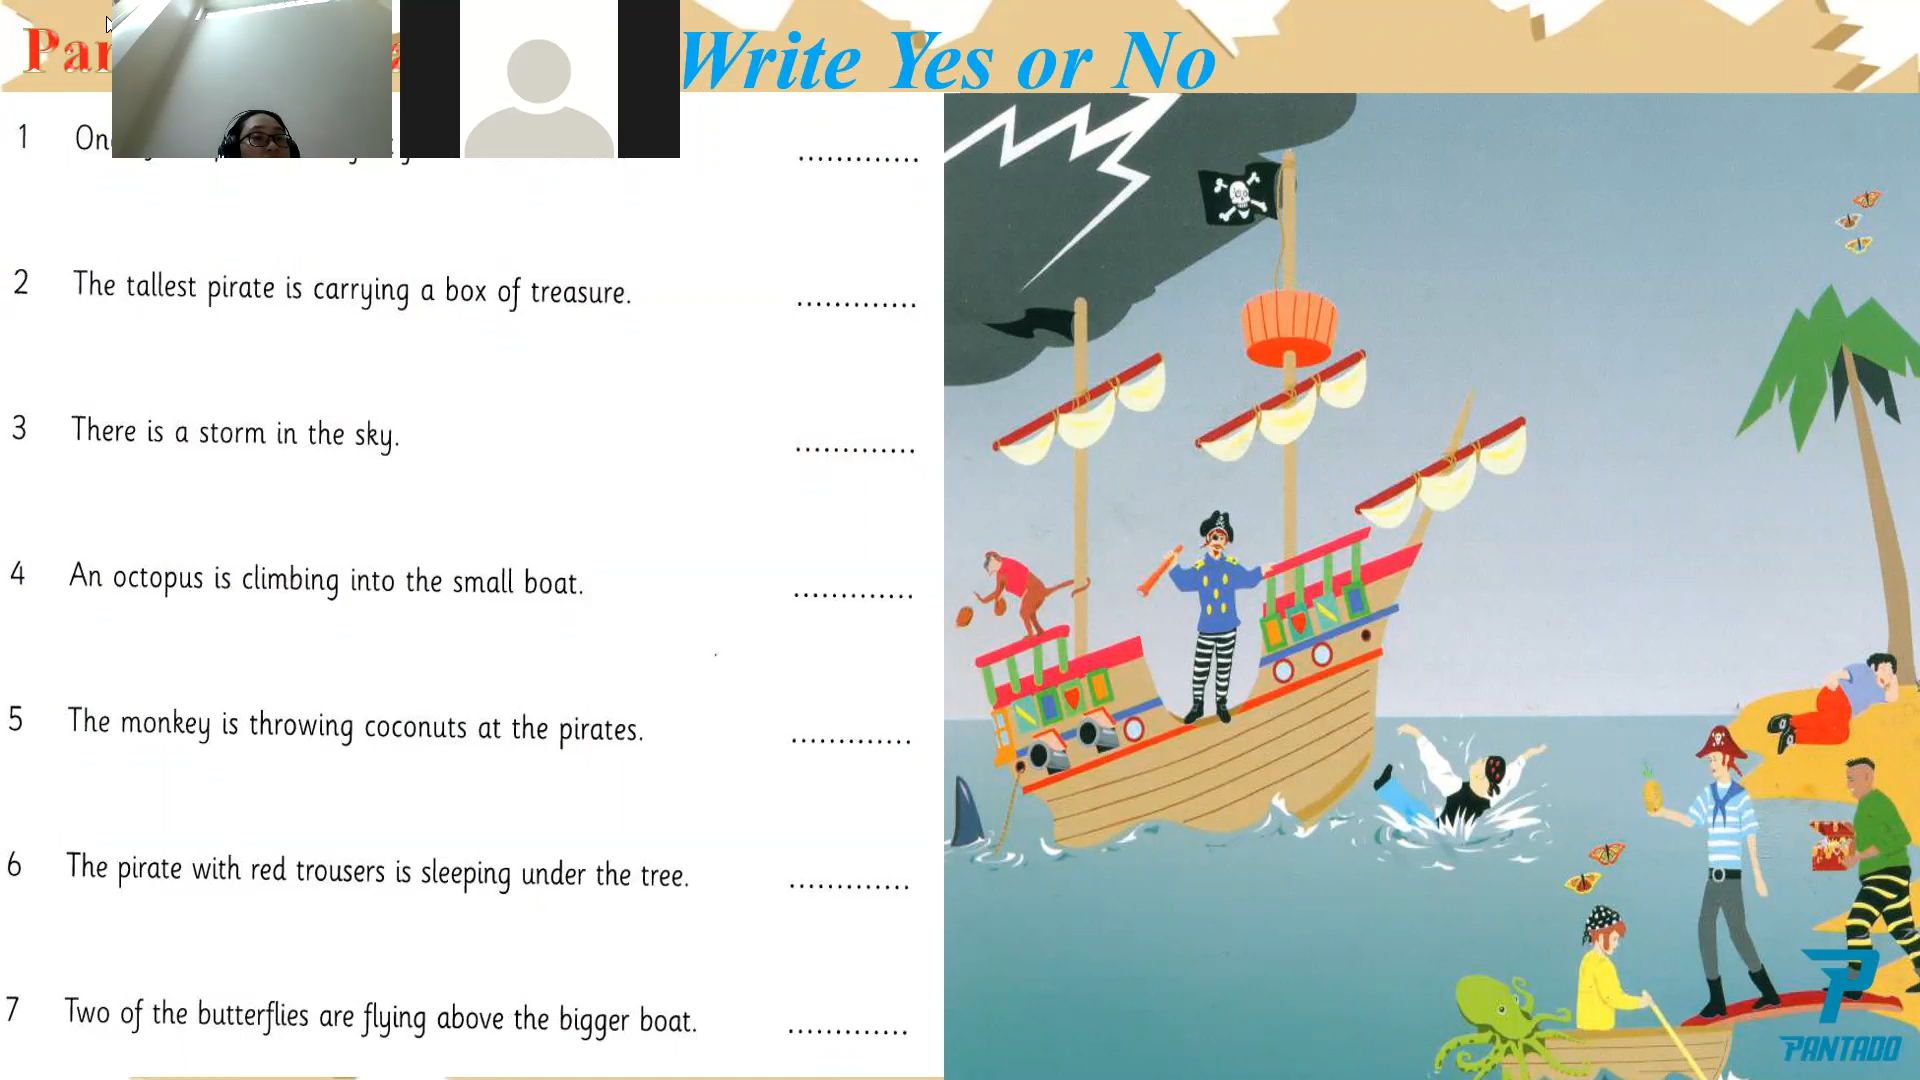 Write Yes or No
1
2 The tallest pirate is carrying a box of treasure. .............
3 There is a storm in the sky. .............
4 An octopus is climbing into the small boat. .............
5 The monkey is throwing coconuts at the pirates. .............
6 The pirate with red trousers is sleeping under the tree. .............
7 Two of the butterflies are flying above the bigger boat. .............
PANTADO